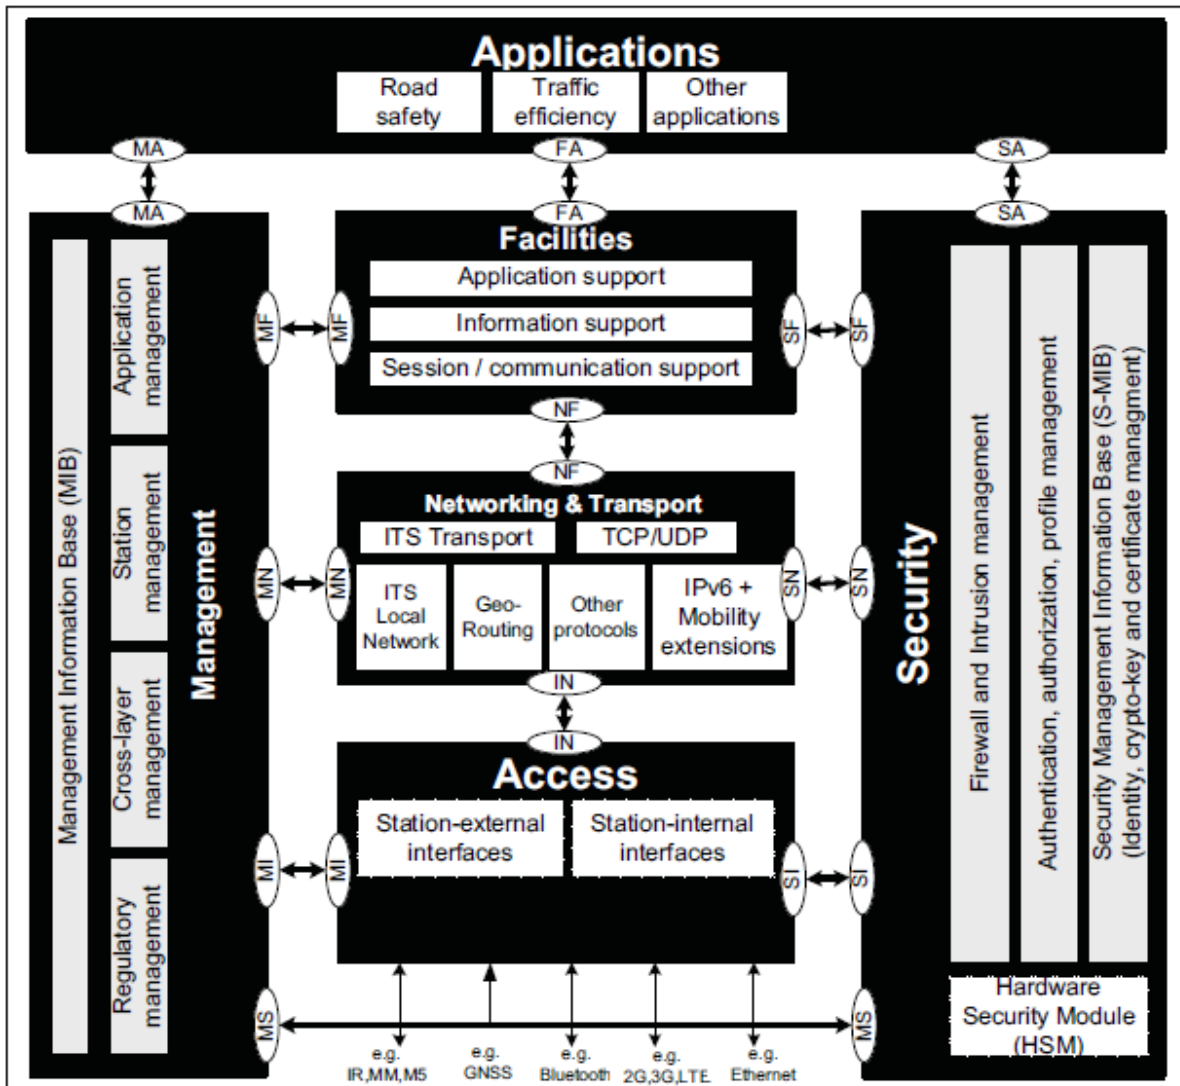 Applications
Road
safety
Traffic
efficiency
Other
applications
MA
FA
SA
MA
FA
SA
Management Information Base (MIB)
Application
management
Station
management
Cross-layer
management
Regulatory
management
Management
MF
MF
MN
MN
MI
MI
MS
Facilities
Application support
Information support
Session / communication support
NF
NF
Networking & Transport
ITS Transport
TCP/UDP
ITS
Local
Network
Geo-
Routing
Other
protocols
IPv6 +
Mobility
extensions
IN
IN
Access
Station-external
interfaces
Station-internal
interfaces
SF
SF
SN
SN
SI
SI
MS
Security
Firewall and Intrusion management
Authentication, authorization, profile management
Security Management Information Base (S-MIB)
(Identity, crypto-key and certificate managment)
Hardware
Security Module
(HSM)
e.g.
IR,MM,M5
e.g.
GNSS
e.g.
Bluetooth
e.g.
2G,3G,LTE.
e.g.
Ethernet